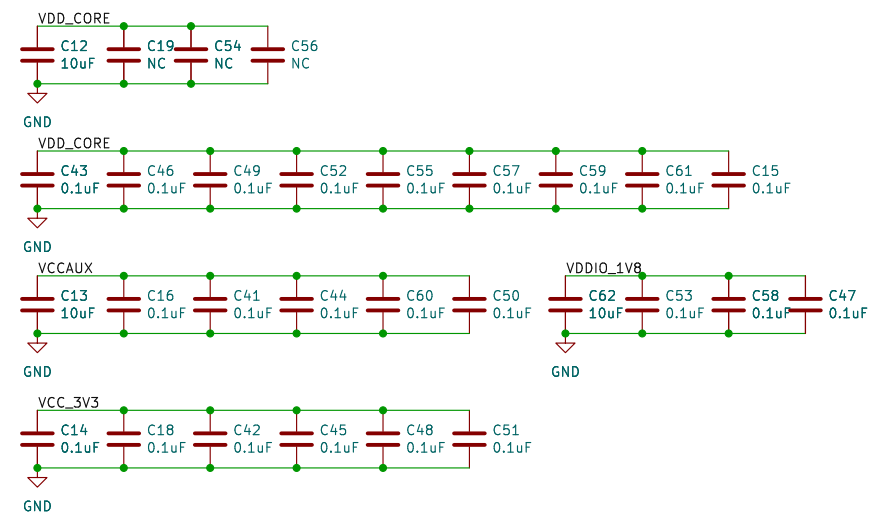 VDD_CORE
C12 C19 C54 C56
10uF NC NC NC
GND
VDD_CORE
C43 C46 C49 C52 C55 C57 C59 C61 C15
0.1uF 0.1uF 0.1uF 0.1uF 0.1uF 0.1uF 0.1uF 0.1uF 0.1uF
GND
VCCAUX VDDIO_1V8
C13 C16 C41 C44 C60 C50 C62 C53 C58 C47
10uF 0.1uF 0.1uF 0.1uF 0.1uF 0.1uF 10uF 0.1uF 0.1uF 0.1uF
GND GND
VCC_3V3
C14 C18 C42 C45 C48 C51
0.1uF 0.1uF 0.1uF 0.1uF 0.1uF 0.1uF
GND